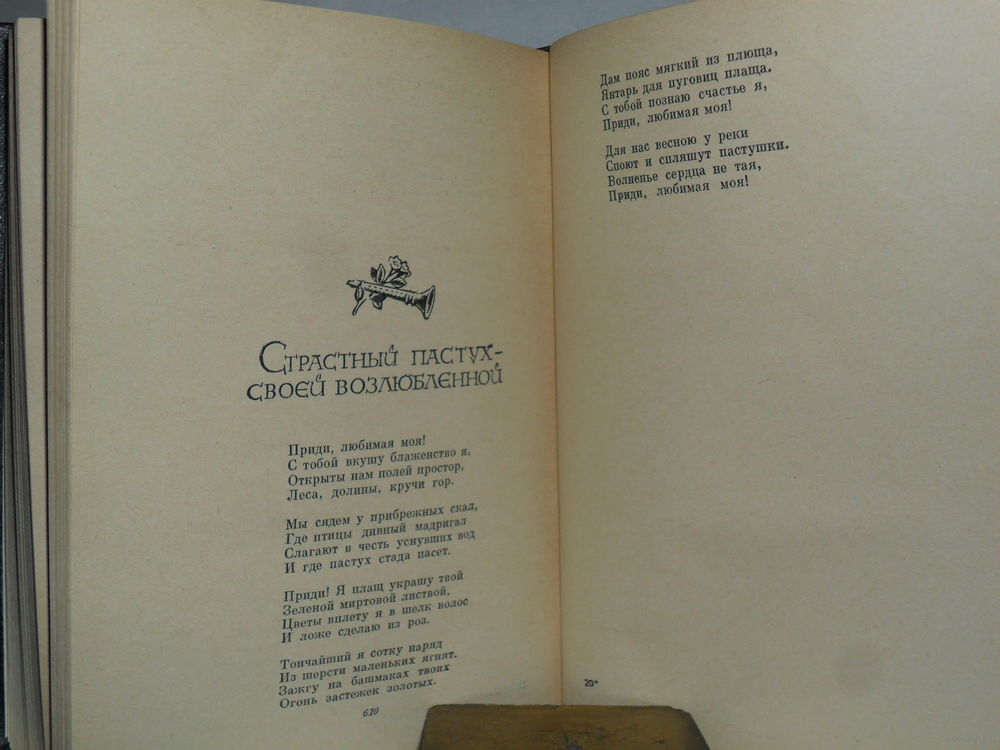 Страстный пастух-
своей возлюбленной
Приди, любимая моя!
С тобой вкушу блаженство я.
Открыты нам полей простор,
Леса, долины, кручи гор.
Мы сядем у прибрежных скал,
Где птицы дивный мадригал
Слагают в честь уснувших вод
И где пастух стада пасет.
Приди! Я плащ украшу твой
Зеленой миртовой листвой,
Цветы вплету я в шелк волос
И ложе сделаю из роз.
Тончайший я сотку наряд
Из шерсти маленьких ягнят.
Зажгу на башмаках твоих
Огонь застежек золотых.
610
Дам пояс мягкий из плюща,
Янтарь для пуговиц плаща.
С тобой познаю счастье я,
Приди, любимая моя!
Для нас весною у реки
Споют и спляшут пастушки.
Волненье сердца не тая,
Приди, любимая моя!
20*